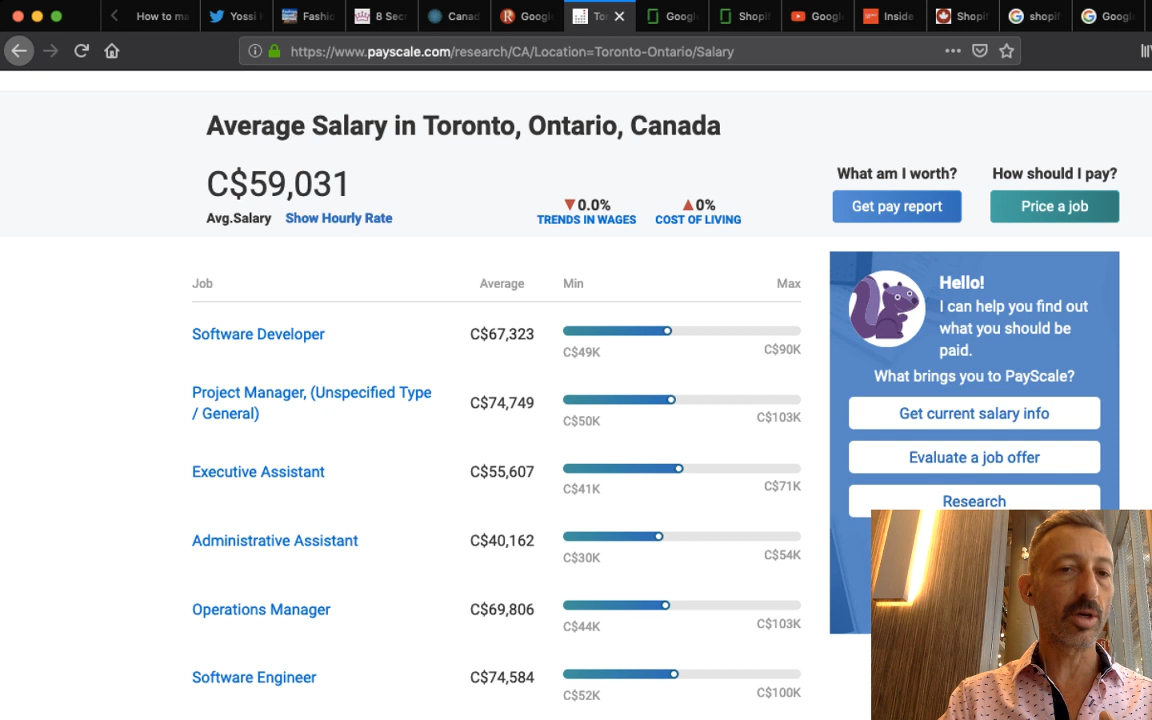 How to ma
Yossi
Fashio
8 Secr
Canad
Googl
Tor
Googl
Shopif
Googl
Inside
Shopif
shopif
Googl
https://www.payscale.com/research/CA/Location=Toronto-Ontario/Salary
Average Salary in Toronto, Ontario, Canada
C$59,031
Avg.Salary Show Hourly Rate
0.0%
TRENDS IN WAGES
0%
COST OF LIVING
What am I worth?
Get pay report
How should I pay?
Price a job
Job Average Min Max
Software Developer C$67,323
C$49K C$90K
Project Manager, (Unspecified Type
/ General) C$74,749
C$50K C$103K
Executive Assistant C$55,607
C$41K C$71K
Administrative Assistant C$40,162
C$30K C$54K
Operations Manager C$69,806
C$44K C$103K
Software Engineer C$74,584
C$52K C$100K
Hello!
I can help you find out
what you should be
paid.
What brings you to PayScale?
Get current salary info
Evaluate a job offer
Research